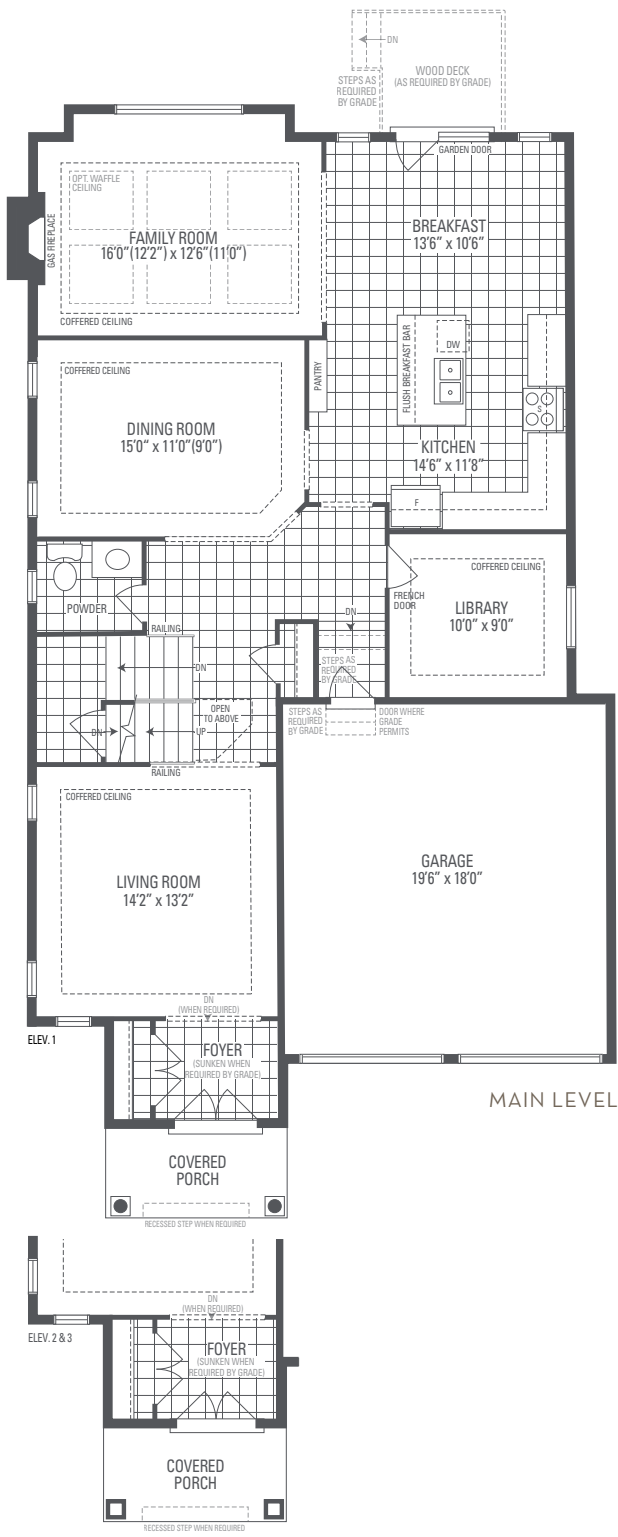 DN
WOOD DECK
(AS REQUIRED BY GRADE)
STEPS AS
REQUIRED
BY GRADE
GARDEN DOOR
OPT. WAFFLE
CEILING
GAS FIREPLACE
FAMILY ROOM
16'0"(12'2") x 12'6"(11'0")
COFFERED CEILING
BREAKFAST
13'6" x 10'6"
FLUSH BREAKFAST BAR
DW
PANTRY
S
COFFERED CEILING
DINING ROOM
15'0" x 11'0"(9'0")
KITCHEN
14'6" x 11'8"
F
POWDER
COFFERED CEILING
FRENCH
DOOR
LIBRARY
10'0" x 9'0"
DN
RAILING
DN
STEPS AS
REQUIRED
BY GRADE
OPEN
TO ABOVE
DN
UP
STEPS AS
REQUIRED
BY GRADE
DOOR WHERE
GRADE
PERMITS
RAILING
COFFERED CEILING
LIVING ROOM
14'2" x 13'2"
GARAGE
19'6" x 18'0"
DN
(WHEN REQUIRED)
ELEV. 1
FOYER
(SUNKEN WHEN
REQUIRED BY GRADE)
MAIN LEVEL
COVERED
PORCH
RECESSED STEP WHEN REQUIRED
DN
(WHEN REQUIRED)
ELEV. 2 & 3
FOYER
(SUNKEN WHEN
REQUIRED BY GRADE)
COVERED
PORCH
RECESSED STEP WHEN REQUIRED